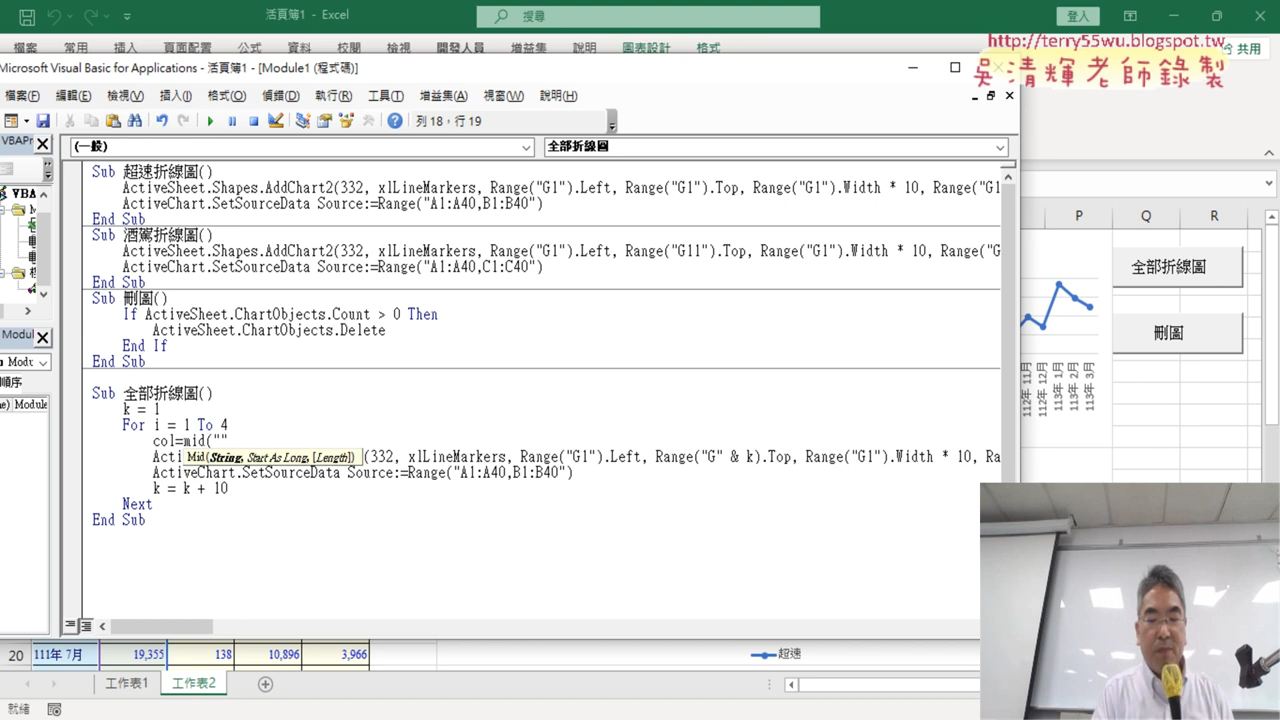 活頁簿1 - Excel
搜尋
登入
檔案 常用 插入 頁面配置 公式 資料 校閱 檢視 開發人員 增益集 說明 圖表設計 格式
共用
http://terry55wu.blogspot.tw
吳清輝老師錄製
Microsoft Visual Basic for Applications - 活頁簿1 - [Module1 (程式碼)]
檔案(F) 編輯(E) 檢視(V) 插入(I) 格式(O) 偵錯(D) 執行(R) 工具(T) 增益集(A) 視窗(W) 說明(H)
列 18，行 19
(一般)
全部折線圖
Sub 超速折線圖()
ActiveSheet.Shapes.AddChart2(332, xlLineMarkers, Range("G1").Left, Range("G1").Top, Range("G1").Width * 10, Range("G1
ActiveChart.SetSourceData Source:=Range("A1:A40,B1:B40")
End Sub
Sub 酒駕折線圖()
ActiveSheet.Shapes.AddChart2(332, xlLineMarkers, Range("G1").Left, Range("G11").Top, Range("G1").Width * 10, Range("G
ActiveChart.SetSourceData Source:=Range("A1:A40,C1:C40")
End Sub
Sub 刪圖()
If ActiveSheet.ChartObjects.Count > 0 Then
ActiveSheet.ChartObjects.Delete
End If
End Sub
Sub 全部折線圖()
k = 1
For i = 1 To 4
col=mid(""
Acti
Mid(String, Start As Long, [Length])
(332, xlLineMarkers, Range("G1").Left, Range("G" & k).Top, Range("G1").Width * 10, Ra
ActiveChart.SetSourceData Source:=Range("A1:A40,B1:B40")
k = k + 10
Next
End Sub
P Q R
全部折線圖
刪圖
112年 11月
112年 12月
113年 1月
113年 2月
113年 3月
20 111年 7月 19,355 138 10,896 3,966
超速
工作表1 工作表2
就緒